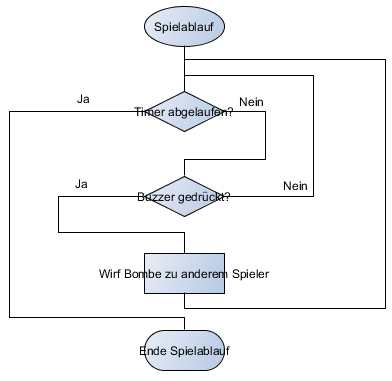 Spielablauf
Ja
Nein
Timer abgelaufen?
Ja
Nein
Buzzer gedrückt?
Wirf Bombe zu anderem Spieler
Ende Spielablauf